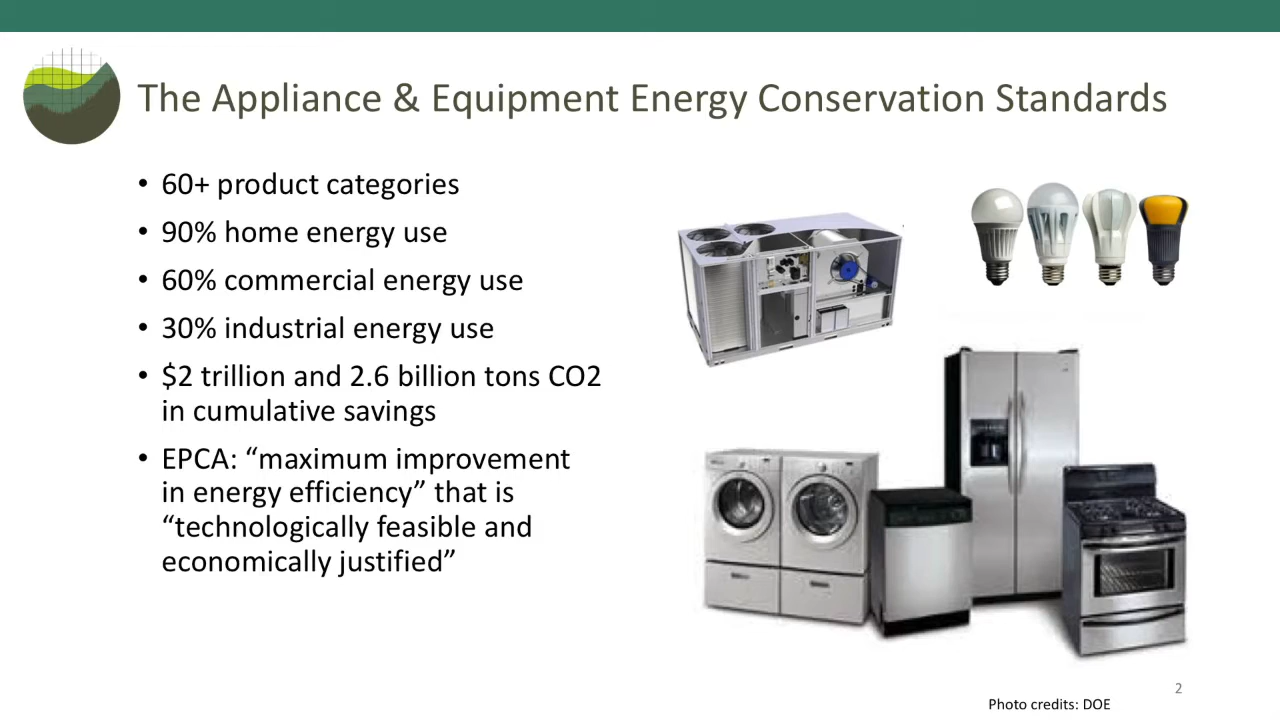 The Appliance & Equipment Energy Conservation Standards
• 60+ product categories
• 90% home energy use
• 60% commercial energy use
• 30% industrial energy use
• $2 trillion and 2.6 billion tons CO2
in cumulative savings
• EPCA: “maximum improvement
in energy efficiency” that is
“technologically feasible and
economically justified”
2
Photo credits: DOE